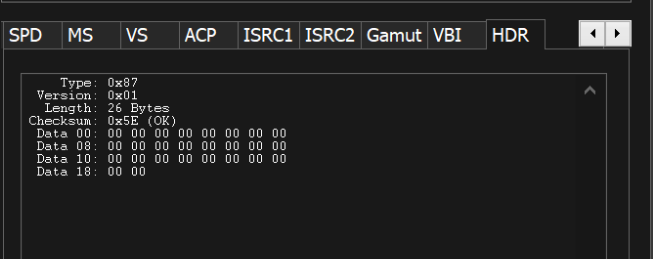 SPD MS VS ACP ISRC1 ISRC2 Gamut VBI HDR
Type: 0x87
Version: 0x01
Length: 26 Bytes
Checksum: 0x5E (OK)
Data 00: 00 00 00 00 00 00 00 00
Data 08: 00 00 00 00 00 00 00 00
Data 10: 00 00 00 00 00 00 00 00
Data 18: 00 00